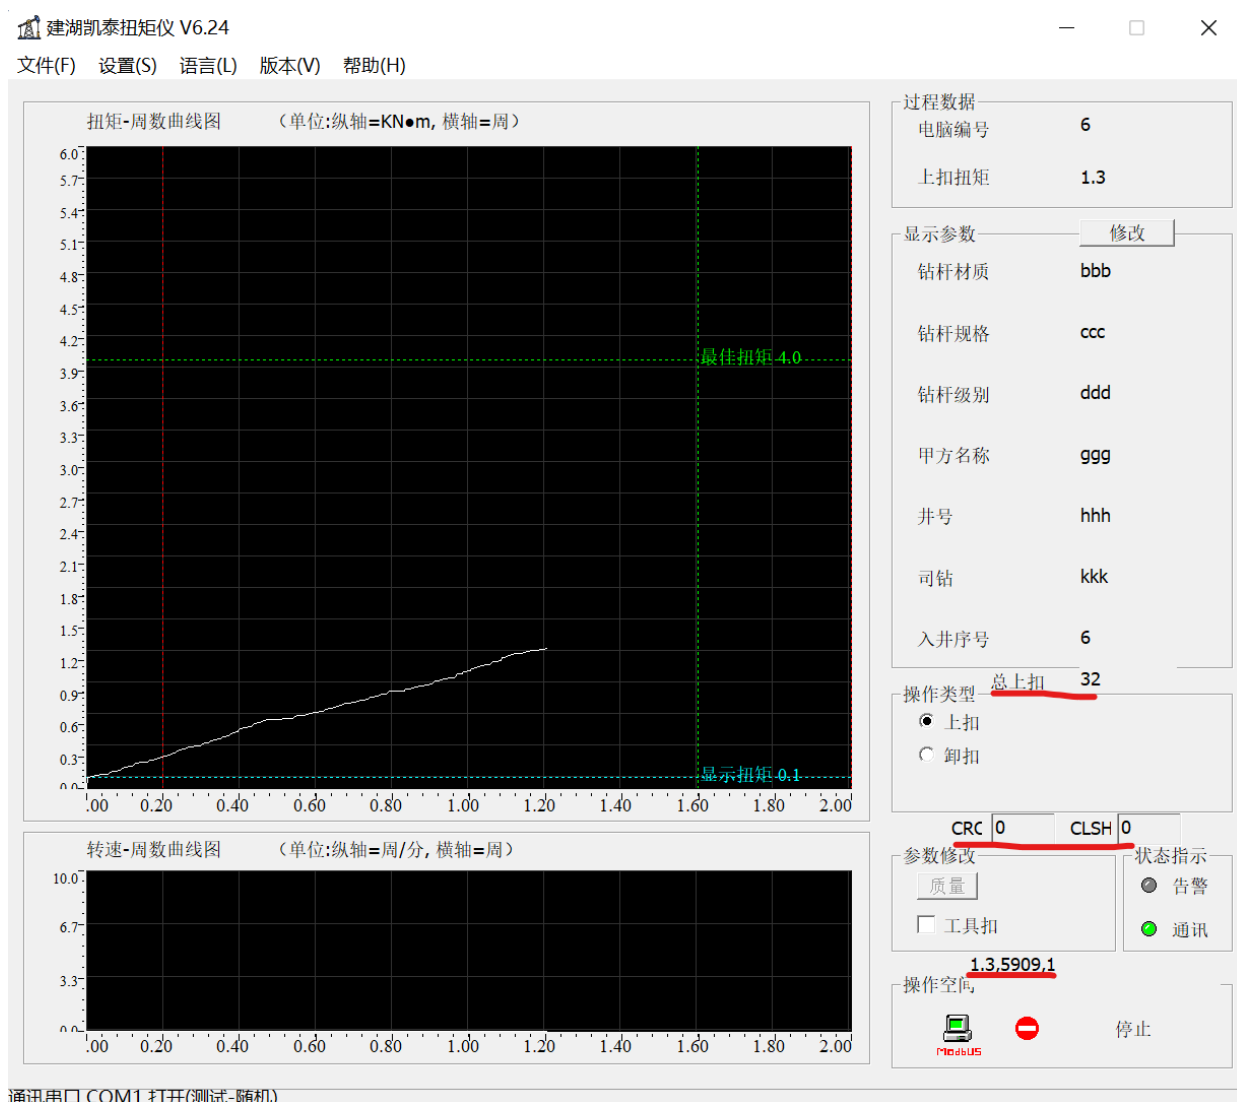 建湖凯泰扭矩仪 V6.24
文件(F) 设置(S) 语言(L) 版本(V) 帮助(H)
扭矩-周数曲线图 （单位:纵轴=KN●m, 横轴=周）
6.0
5.7
5.4
5.1
4.8
4.5
4.2
3.9
3.6
3.3
3.0
2.7
2.4
2.1
1.8
1.5
1.2
0.9
0.6
0.3
0.0
最佳扭矩 4.0
显示扭矩 0.1
.00 0.20 0.40 0.60 0.80 1.00 1.20 1.40 1.60 1.80 2.00
转速-周数曲线图 （单位:纵轴=周/分, 横轴=周）
10.0
6.7
3.3
0.0
.00 0.20 0.40 0.60 0.80 1.00 1.20 1.40 1.60 1.80 2.00
过程数据
电脑编号 6
上扣扭矩 1.3
显示参数 修改
钻杆材质 bbb
钻杆规格 ccc
钻杆级别 ddd
甲方名称 ggg
井号 hhh
司钻 kkk
入井序号 6
总上扣 32
操作类型
上扣
卸扣
CRC 0 CLSH 0
参数修改 状态指示
质量 告警
工具扣 通讯
1.3,5909,1
操作空间
Modbus 停止
通讯串口 COM1 打开(测试-随机)